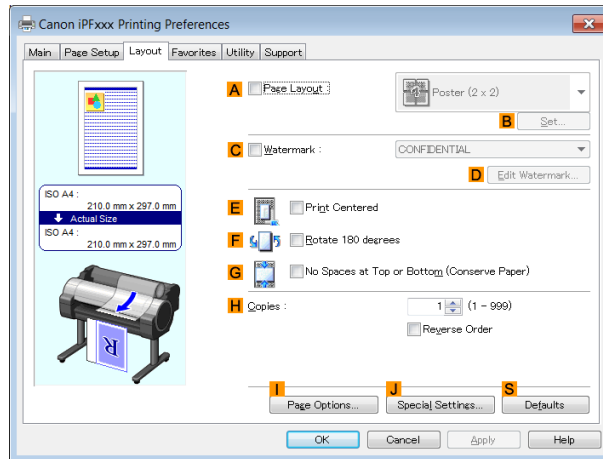 Canon iPFxxx Printing Preferences
Main Page Setup Layout Favorites Utility Support
A Page Layout : Poster (2 x 2)
B Set...
C Watermark : CONFIDENTIAL
D Edit Watermark...
ISO A4 :
210.0 mm x 297.0 mm
Actual Size
ISO A4 :
210.0 mm x 297.0 mm
E Print Centered
F Rotate 180 degrees
G No Spaces at Top or Bottom (Conserve Paper)
H Copies : 1 (1 - 999)
Reverse Order
R
I J S
Page Options... Special Settings... Defaults
OK Cancel Apply Help